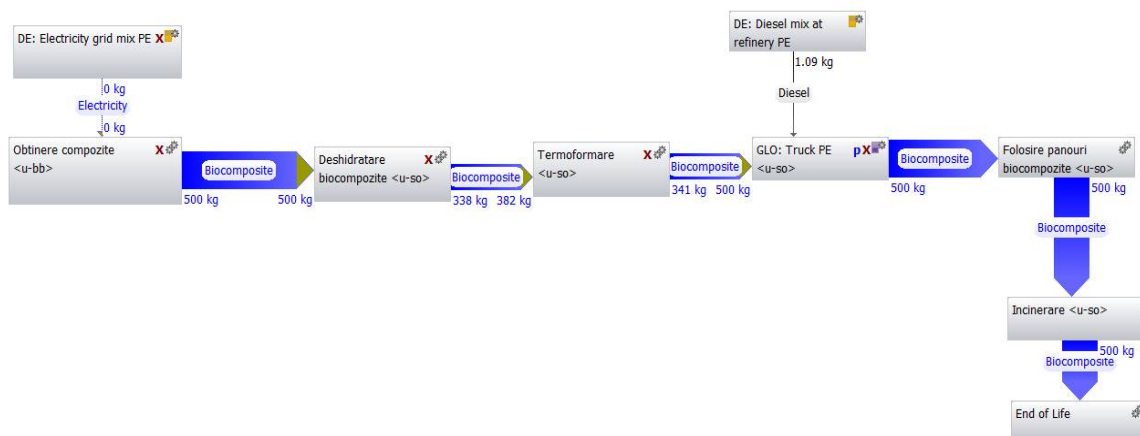 DE: Electricity grid mix PE X
0 kg
Electricity
0 kg
Obtinere compozite X
<u-bb>
Biocomposite
500 kg 500 kg
Deshidratare X
biocompozite <u-so>
Biocomposite
338 kg 382 kg
Termoformare X
<u-so>
Biocomposite
341 kg 500 kg
DE: Diesel mix at
refinery PE
1.09 kg
Diesel
GLO: Truck PE pX
<u-so>
Biocomposite
500 kg
Folosire panouri
biocompozite <u-so>
500 kg
Biocomposite
Incinerare <u-so>
500 kg
Biocomposite
End of Life